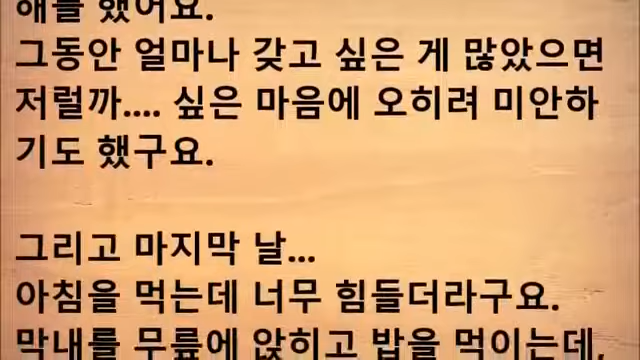 해를 했어요.
그동안 얼마나 갖고 싶은 게 많았으면
저럴까.... 싶은 마음에 오히려 미안하
기도 했구요.
그리고 마지막 날...
아침을 먹는데 너무 힘들더라구요.
막내를 무릎에 앉히고 밥을 먹이는데,